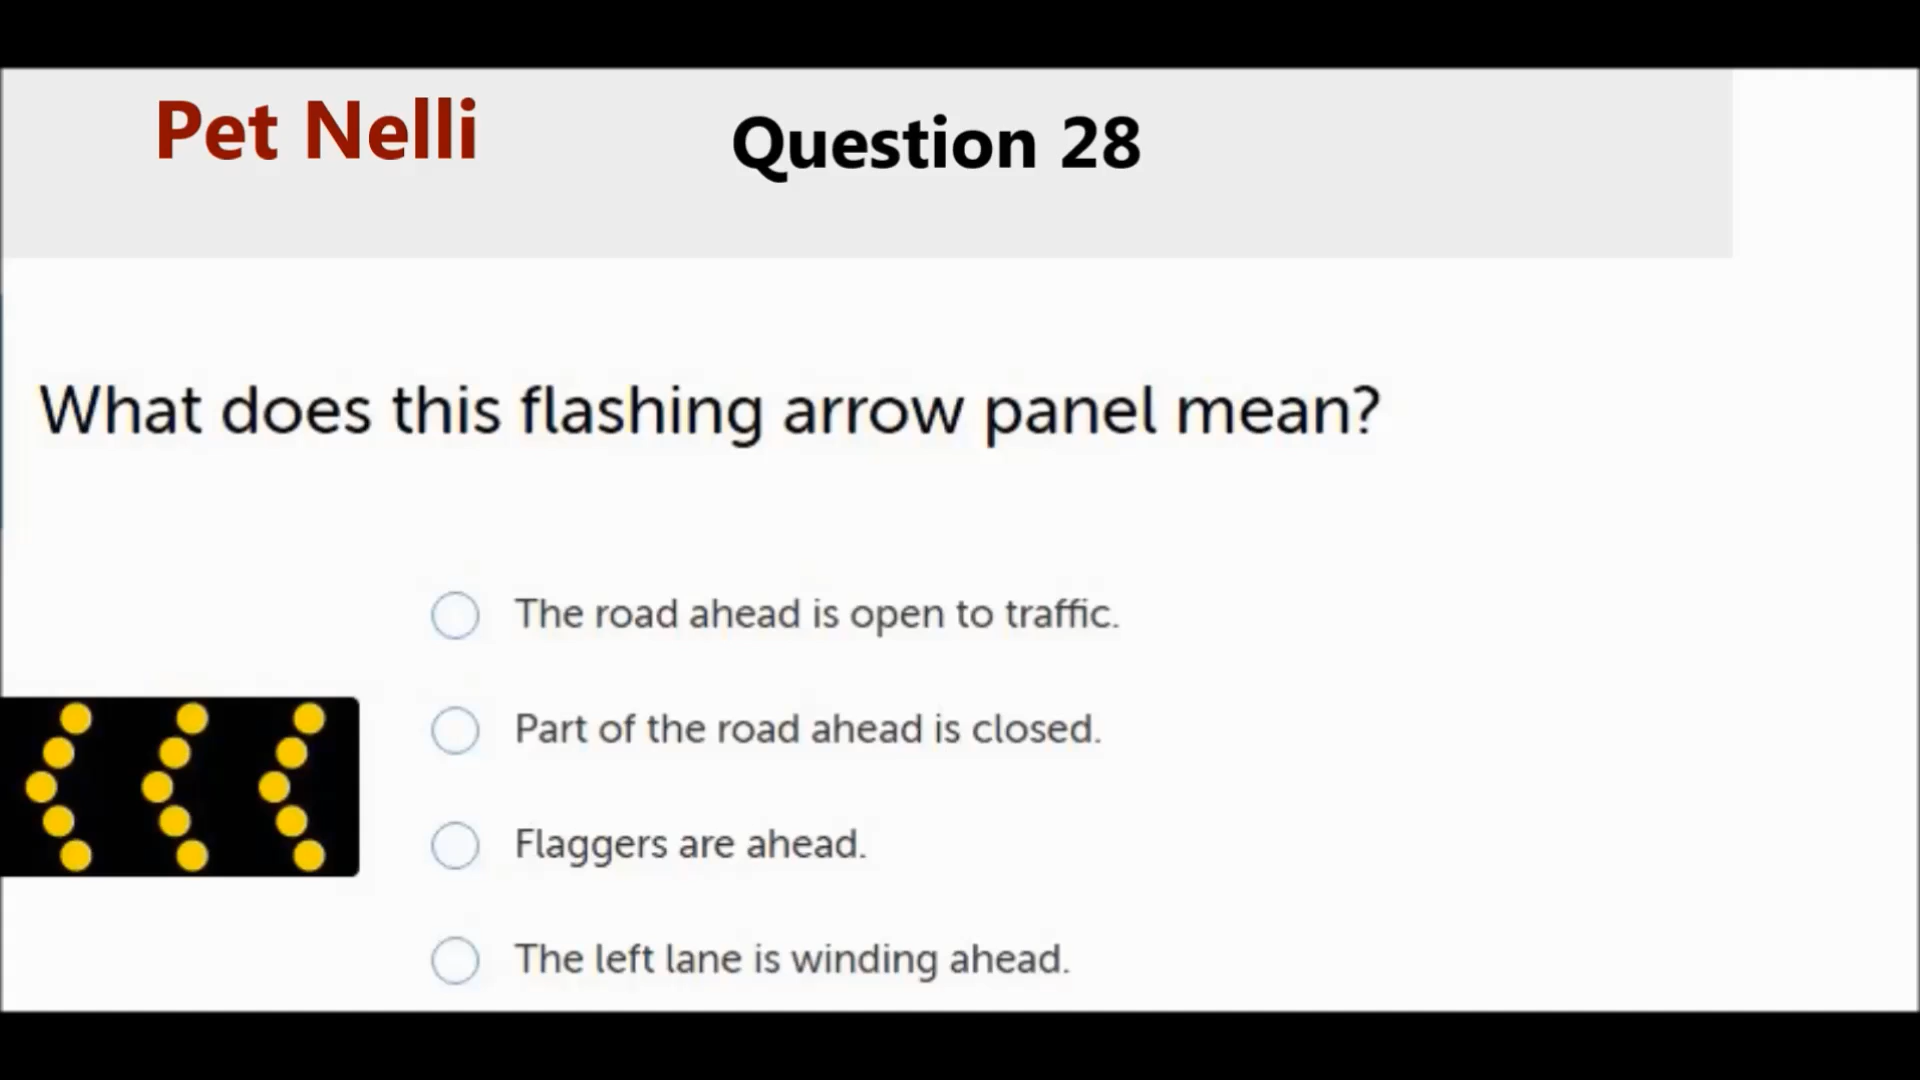 Pet Nelli
Question 28
What does this flashing arrow panel mean?
The road ahead is open to traffic.
Part of the road ahead is closed.
Flaggers are ahead.
The left lane is winding ahead.